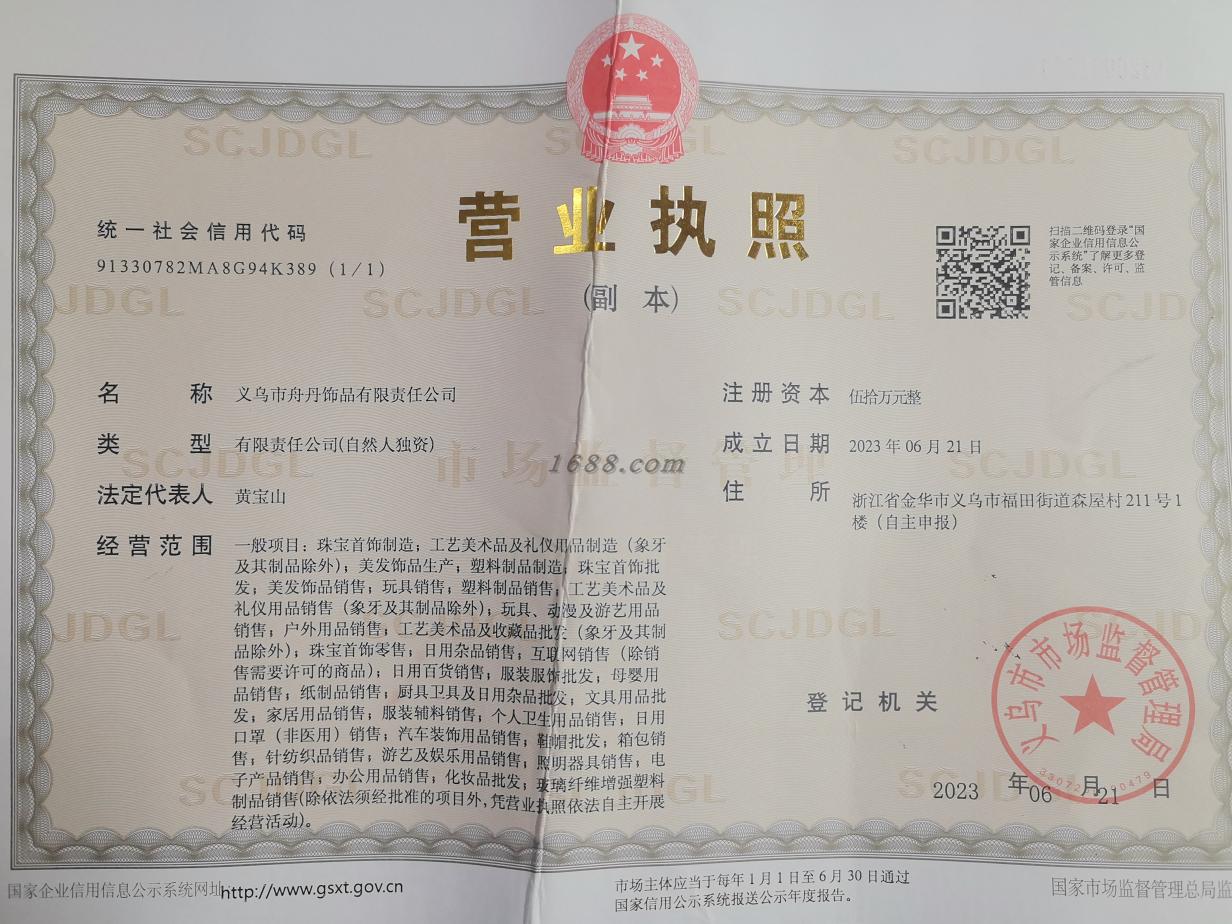 SCJDGL
SCJDGL
营业执照
(副 本)
统一社会信用代码
91330782MA8G94K389 (1/1)
扫描二维码登录"国
家企业信用信息公
示系统"了解更多登
记、备案、许可、监
管信息
JDGL
SCJDGL
SCJDGL
名 称 义乌市舟丹饰品有限责任公司
类 型 有限责任公司(自然人独资)
法定代表人 黄宝山
注册资本 伍拾万元整
成立日期 2023年06月21日
住 所 浙江省金华市义乌市福田街道森屋村211号1
楼（自主申报）
SCJDGL
市场监督管理
SCJDGL
1688.com
经营范围 一般项目：珠宝首饰制造；工艺美术品及礼仪用品制造（象牙
及其制品除外）；美发饰品生产；塑料制品制造；珠宝首饰批
发；美发饰品销售；玩具销售；塑料制品销售；工艺美术品及
礼仪用品销售（象牙及其制品除外）；玩具、动漫及游艺用品
销售；户外用品销售；工艺美术品及收藏品批发（象牙及其制
品除外）；珠宝首饰零售；日用杂品销售；互联网销售（除销
售需要许可的商品）；日用百货销售；服装服饰批发；母婴用
品销售；纸制品销售；厨具卫具及日用杂品批发；文具用品批
发；家居用品销售；服装辅料销售；个人卫生用品销售；日用
口罩（非医用）销售；汽车装饰用品销售；鞋帽批发；箱包销
售；针纺织品销售；游艺及娱乐用品销售；照明器具销售；电
子产品销售；办公用品销售；化妆品批发；玻璃纤维增强塑料
制品销售(除依法须经批准的项目外,凭营业执照依法自主开展
经营活动)。
JDGL
SCJDGL
登记机关
义乌市市场监督管理局
2023 年 06 月 21 日
国家企业信用信息公示系统网址 http://www.gsxt.gov.cn
市场主体应当于每年1月1日至6月30日通过
国家信用公示系统报送公示年度报告。
国家市场监督管理总局监